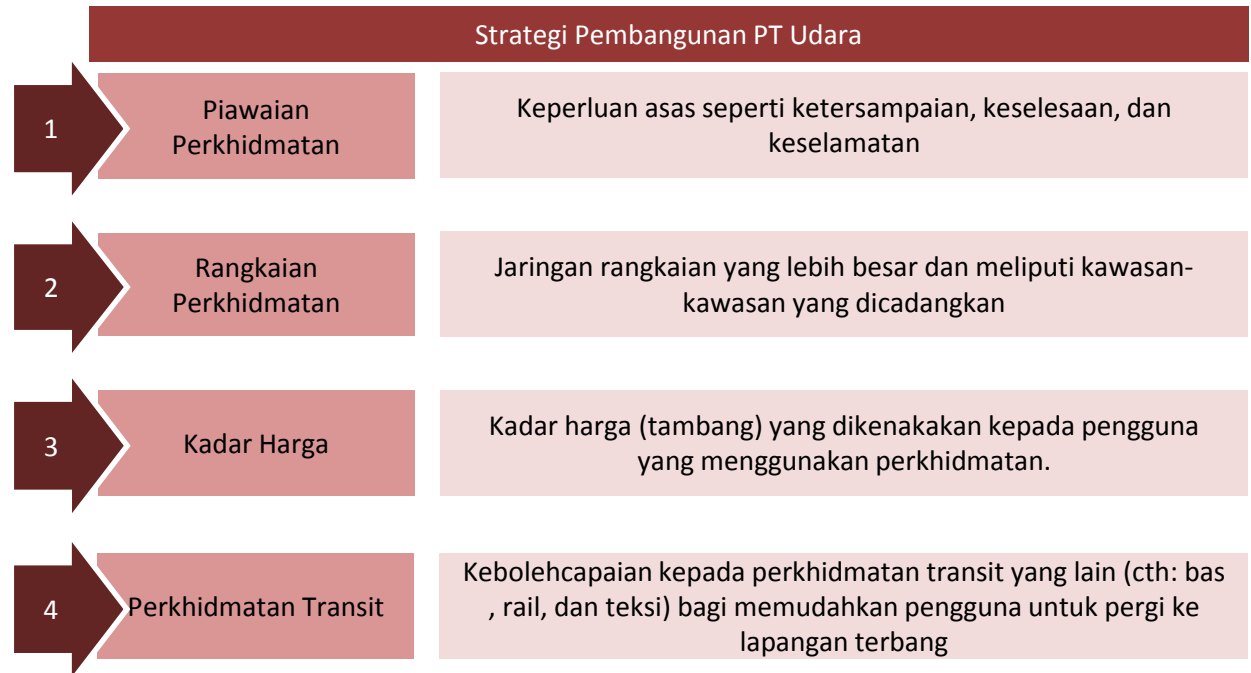 Strategi Pembangunan PT Udara
1
Piawaian
Perkhidmatan
Keperluan asas seperti ketersampaian, keselesaan, dan
keselamatan
2
Rangkaian
Perkhidmatan
Jaringan rangkaian yang lebih besar dan meliputi kawasan-
kawasan yang dicadangkan
3
Kadar Harga
Kadar harga (tambang) yang dikenakakan kepada pengguna
yang menggunakan perkhidmatan.
4
Perkhidmatan Transit
Kebolehcapaian kepada perkhidmatan transit yang lain (cth: bas
, rail, dan teksi) bagi memudahkan pengguna untuk pergi ke
lapangan terbang